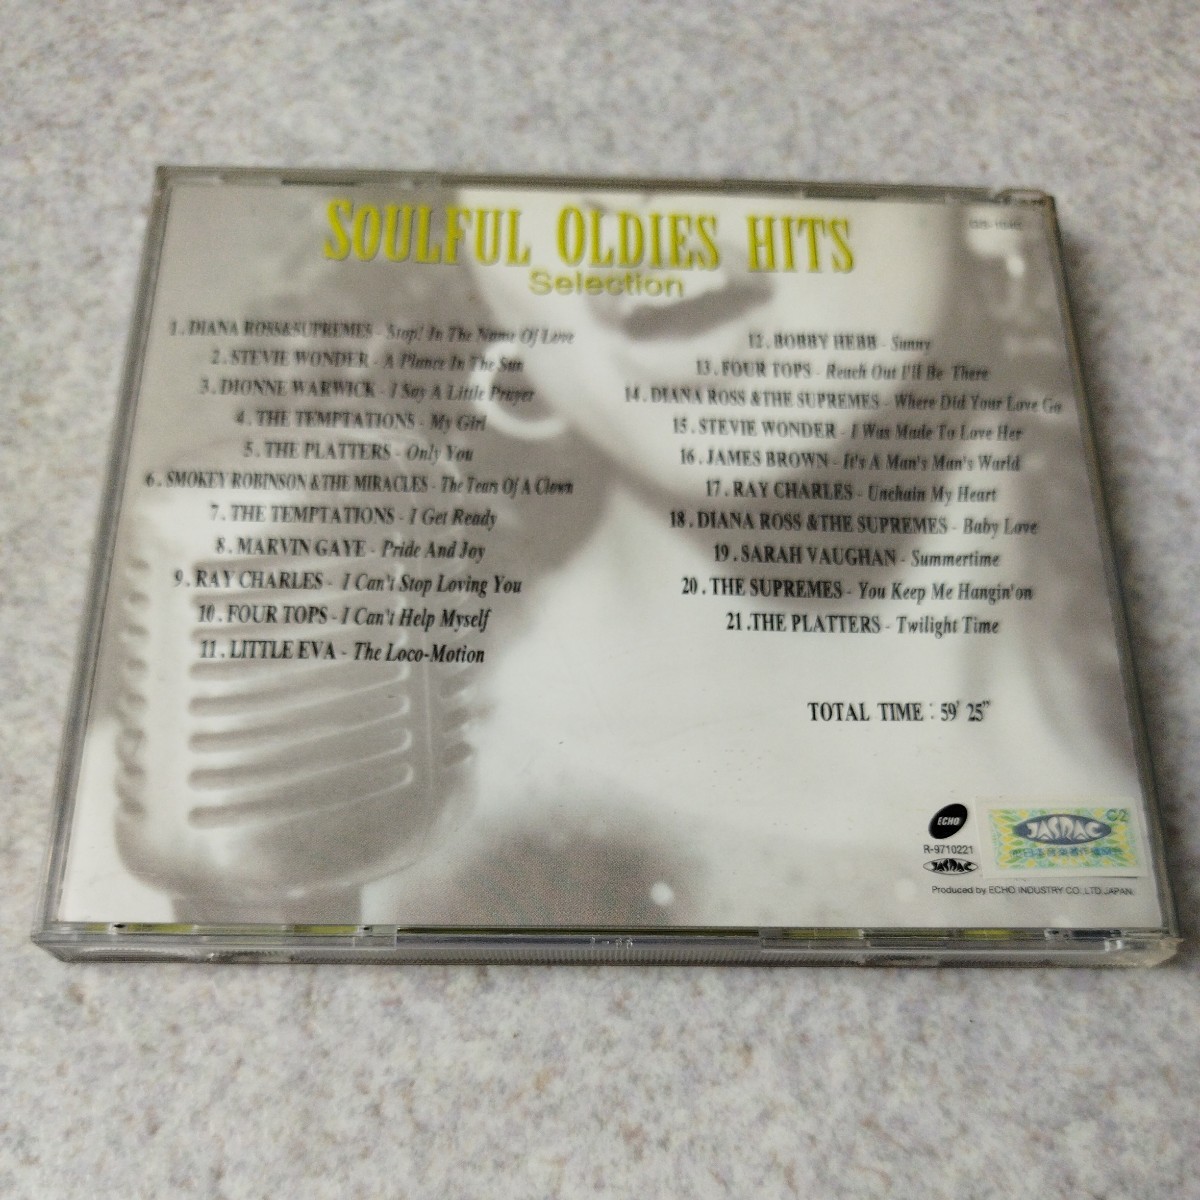 SOULFUL OLDIES HITS
Selection
1. DIANA ROSS&SUPREMES - Stop! In The Name Of Love
2. STEVIE WONDER - A Planet In The Sun
3. DIONNE WARWICK - I Say A Little Prayer
4. THE TEMPTATIONS - My Girl
5. THE PLATTERS - Only You
6. SMOKEY ROBINSON &THE MIRACLES - The Tears Of A Clown
7. THE TEMPTATIONS - I Get Ready
8. MARVIN GAYE - Pride And Joy
9. RAY CHARLES - I Can't Stop Loving You
10. FOUR TOPS - I Can't Help Myself
11. LITTLE EVA - The Loco-Motion
12. BOBBY HEBB - Sunny
13. FOUR TOPS - Reach Out I'll Be There
14. DIANA ROSS &THE SUPREMES - Where Did Your Love Go
15. STEVIE WONDER - I Was Made To Love Her
16. JAMES BROWN - It's A Man's Man's World
17. RAY CHARLES - Unchain My Heart
18. DIANA ROSS &THE SUPREMES - Baby Love
19. SARAH VAUGHAN - Summertime
20. THE SUPREMES - You Keep Me Hangin'on
21. THE PLATTERS - Twilight Time
TOTAL TIME : 59' 25"
ECHO
R-9710221
JASRAC
JASRAC
C/2
Produced by ECHO INDUSTRY CO.,LTD.JAPAN